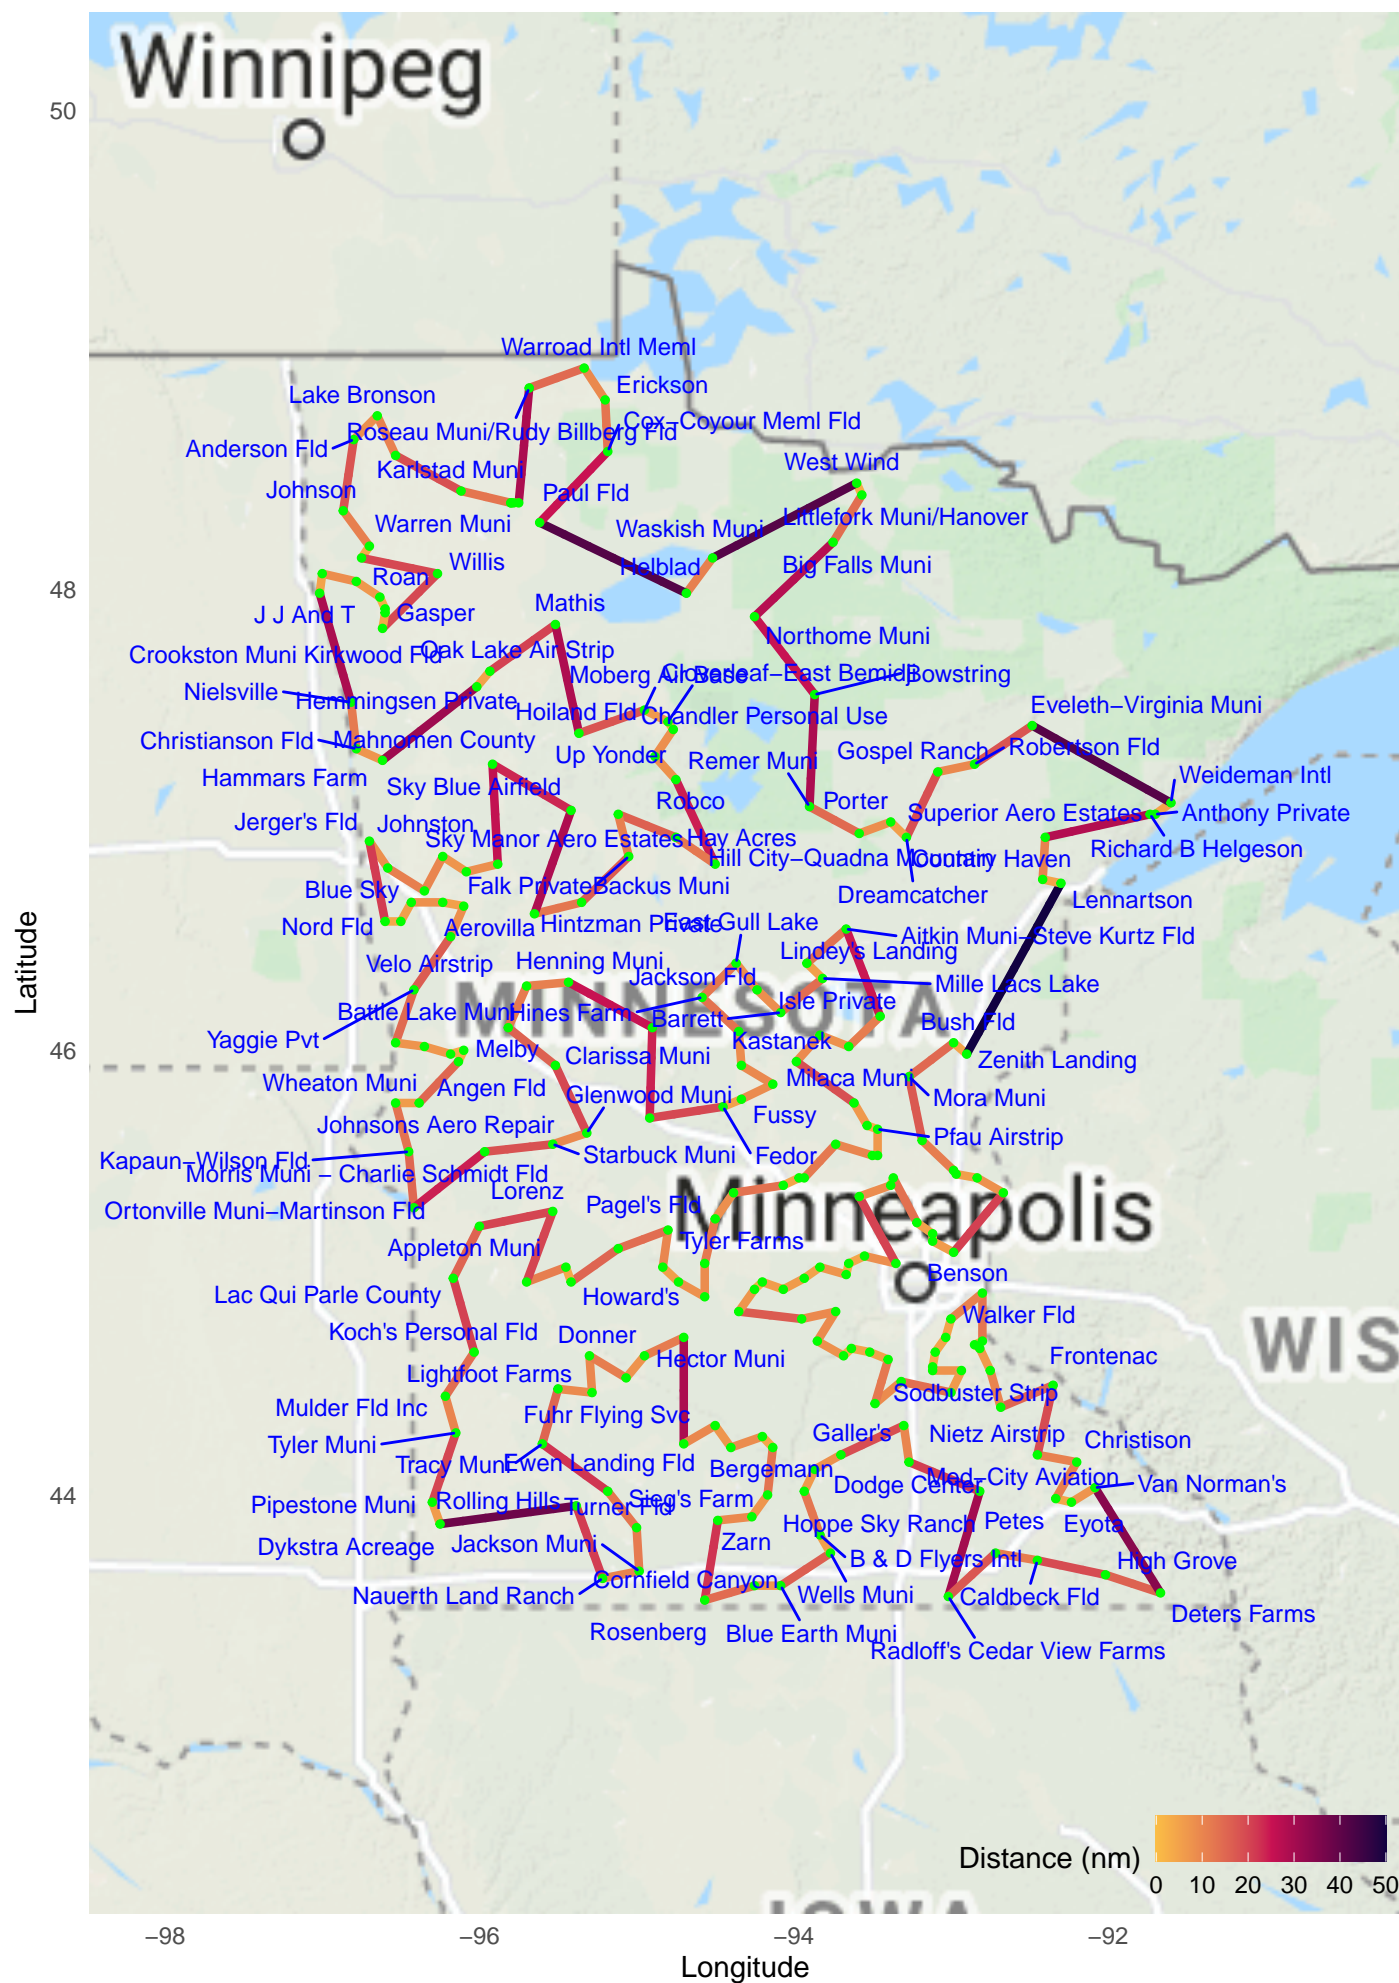 Winnipeg
50
Warroad Intl Meml
Erickson
Lake Bronson
Cox−Coyour Meml Fld
Roseau Muni/Rudy Billberg Fld
Anderson Fld
West Wind
Karlstad Muni
Johnson
Paul Fld
Littlefork Muni/Hanover
Warren Muni
Waskish Muni
Willis
Big Falls Muni
Helblad
Roan
48
Mathis
J J And T
Gasper
Northome Muni
Oak Lake Air Strip
Crookston Muni Kirkwood Fld
Cloverleaf−East Bemidji
Bowstring
Moberg Air Base
Nielsville
Hemmingsen Private
Eveleth−Virginia Muni
Hoiland Fld
Chandler Personal Use
Christianson Fld
Mahnomen County
Gospel Ranch
Robertson Fld
Up Yonder
Remer Muni
Hammars Farm
Weideman Intl
Sky Blue Airfield
Robco
Porter
Superior Aero Estates
Anthony Private
Jerger's Fld
Johnston
Sky Manor Aero Estates
Hay Acres
Richard B Helgeson
Hill City−Quadna Mountain
Country Haven
Blue Sky
Falk Private
Backus Muni
Dreamcatcher
Lennartson
Nord Fld
Aerovilla
Hintzman Private
East Gull Lake
Aitkin Muni−Steve Kurtz Fld
Lindey's Landing
Velo Airstrip
Henning Muni
Jackson Fld
Mille Lacs Lake
MINNESOTA
Isle Private
Battle Lake Muni
Hines Farm
Barrett
Bush Fld
Yaggie Pvt
Kastanek
46
Melby
Clarissa Muni
Zenith Landing
Wheaton Muni
Angen Fld
Milaca Muni
Glenwood Muni
Mora Muni
Fussy
Johnsons Aero Repair
Pfau Airstrip
Kapaun−Wilson Fld
Starbuck Muni
Fedor
Morris Muni − Charlie Schmidt Fld
Lorenz
Ortonville Muni−Martinson Fld
Pagel's Fld
Minneapolis
Appleton Muni
Tyler Farms
Benson
Lac Qui Parle County
Howard's
Walker Fld
Koch's Personal Fld
Donner
WIS
Hector Muni
Frontenac
Lightfoot Farms
Sodbuster Strip
Mulder Fld Inc
Fuhr Flying Svc
Galler's
Nietz Airstrip
Christison
Tyler Muni
Tracy Muni
Ewen Landing Fld
Bergemann
Med−City Aviation
Dodge Center
Van Norman's
44
Pipestone Muni
Rolling Hills
Turner Fld
Sieg's Farm
Hoppe Sky Ranch
Petes
Eyota
Dykstra Acreage
Jackson Muni
Zarn
B & D Flyers Intl
High Grove
Cornfield Canyon
Nauerth Land Ranch
Wells Muni
Caldbeck Fld
Deters Farms
Rosenberg
Blue Earth Muni
Radloff's Cedar View Farms
Latitude
Distance (nm)
0 10 20 30 40 50
IOWA
−98 −96 −94 −92
Longitude